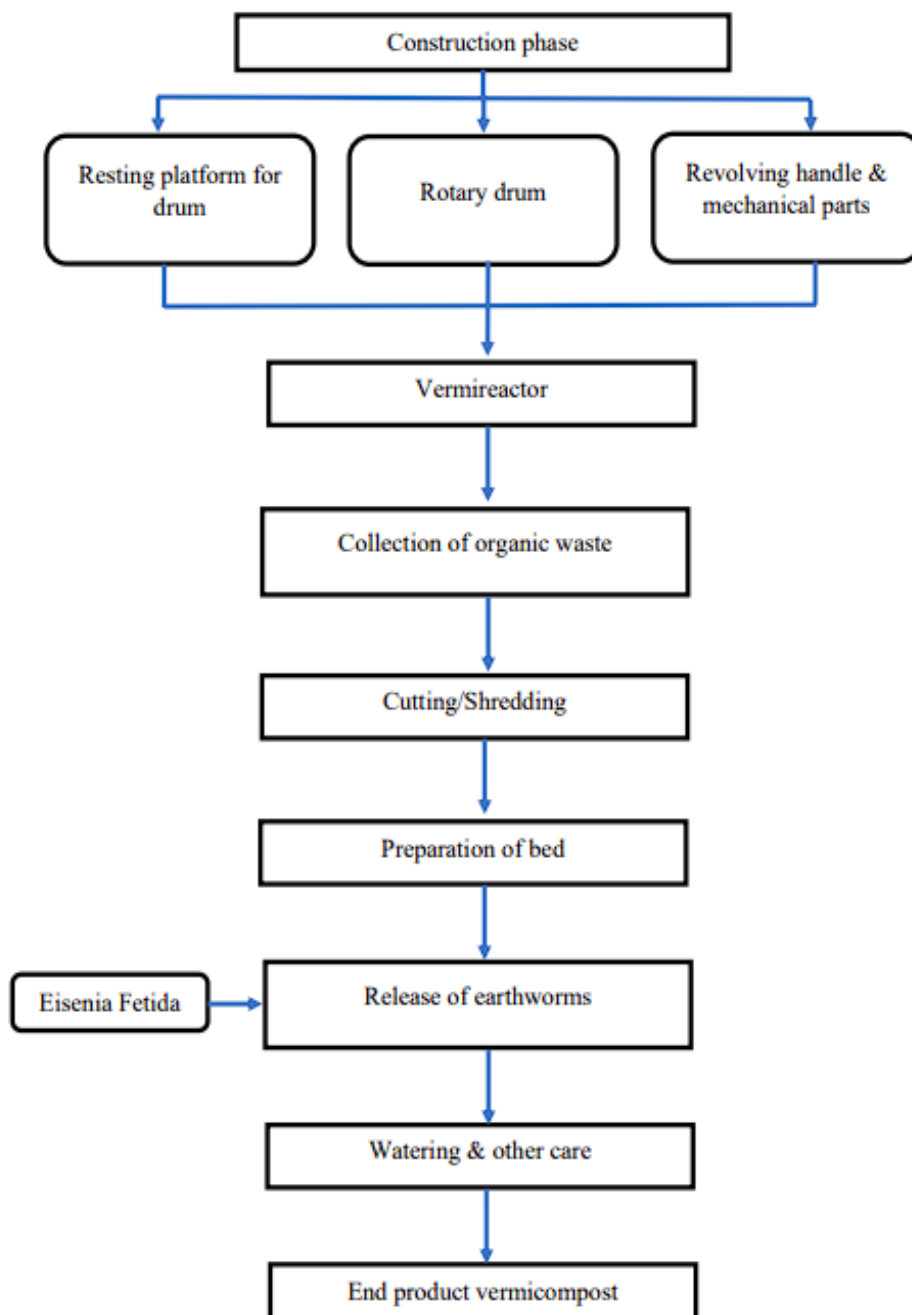 Construction phase
Resting platform for
drum
Rotary drum
Revolving handle &
mechanical parts
Vermireactor
Collection of organic waste
Cutting/Shredding
Preparation of bed
Eisenia Fetida
Release of earthworms
Watering & other care
End product vermicompost